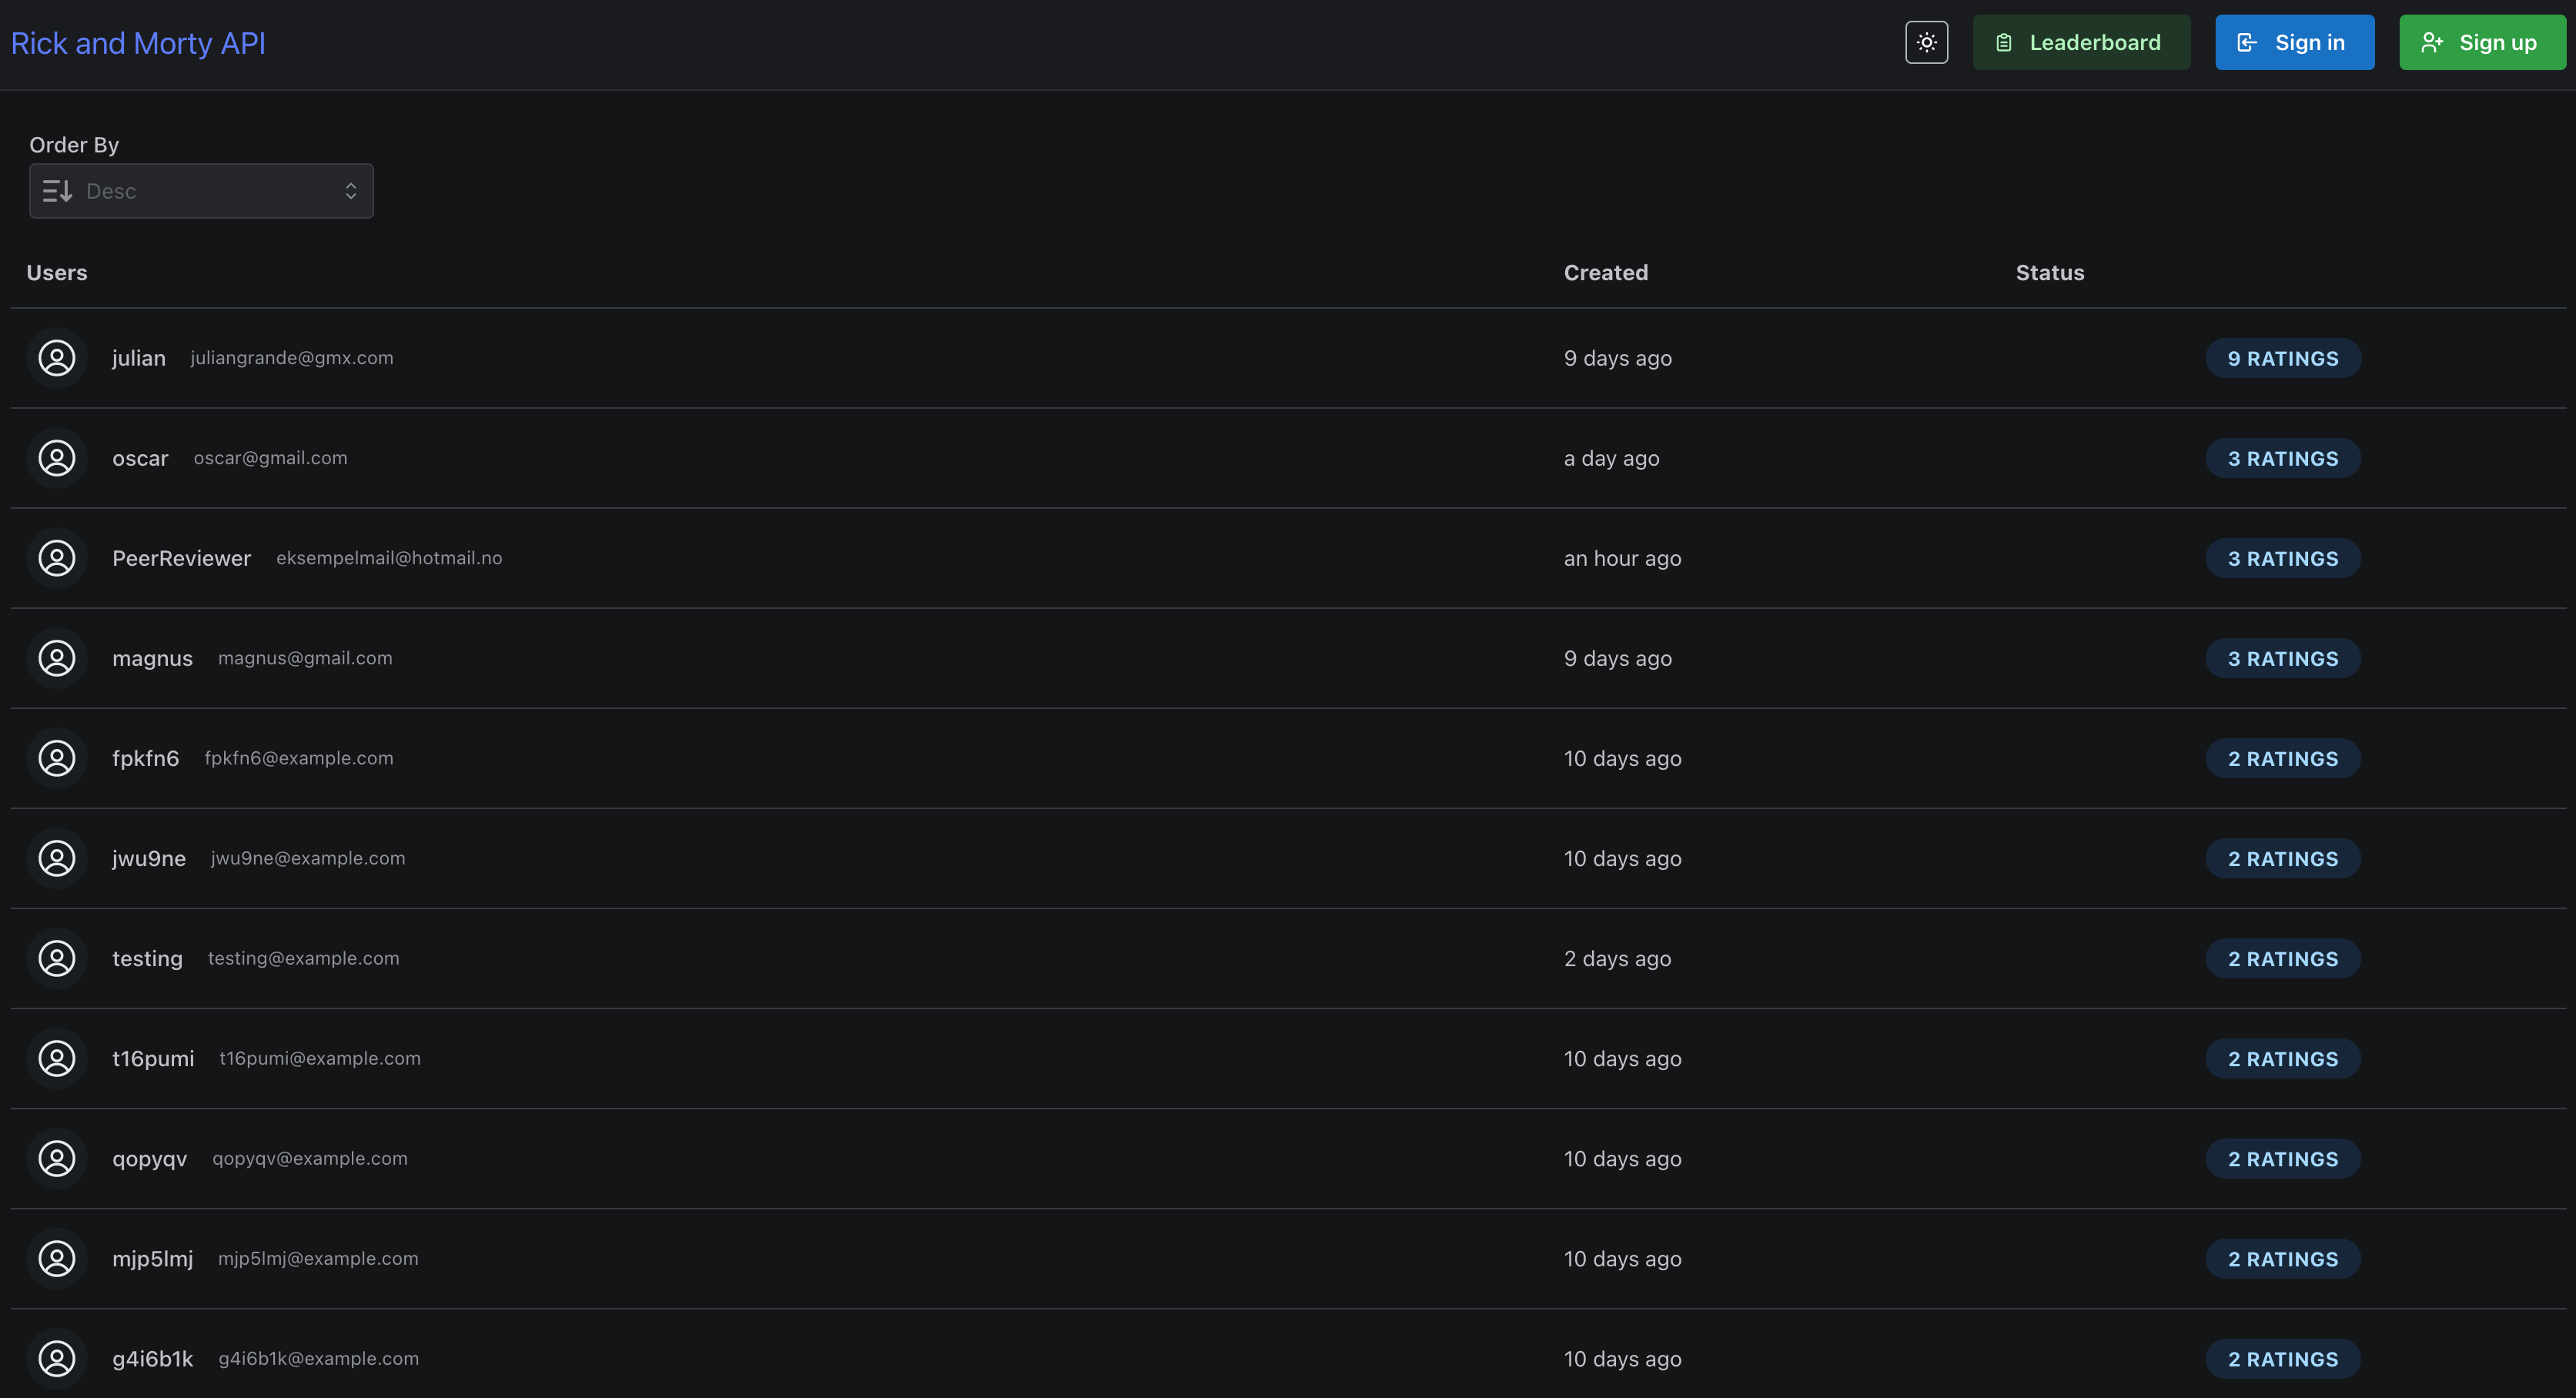 Rick and Morty API
Leaderboard
Sign in
Sign up
Order By
Desc
Users Created Status
julian juliangrande@gmx.com 9 days ago 9 RATINGS
oscar oscar@gmail.com a day ago 3 RATINGS
PeerReviewer eksempelmail@hotmail.no an hour ago 3 RATINGS
magnus magnus@gmail.com 9 days ago 3 RATINGS
fpkfn6 fpkfn6@example.com 10 days ago 2 RATINGS
jwu9ne jwu9ne@example.com 10 days ago 2 RATINGS
testing testing@example.com 2 days ago 2 RATINGS
t16pumi t16pumi@example.com 10 days ago 2 RATINGS
qopyqv qopyqv@example.com 10 days ago 2 RATINGS
mjp5lmj mjp5lmj@example.com 10 days ago 2 RATINGS
g4i6b1k g4i6b1k@example.com 10 days ago 2 RATINGS